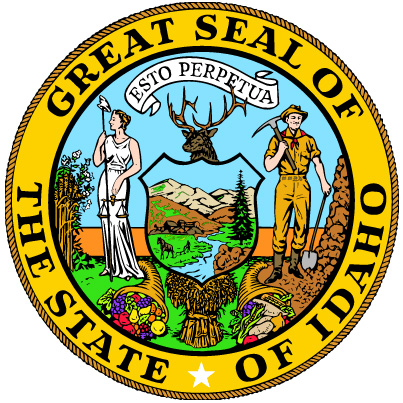 GREAT SEAL OF
THE STATE OF IDAHO
ESTO PERPETUA